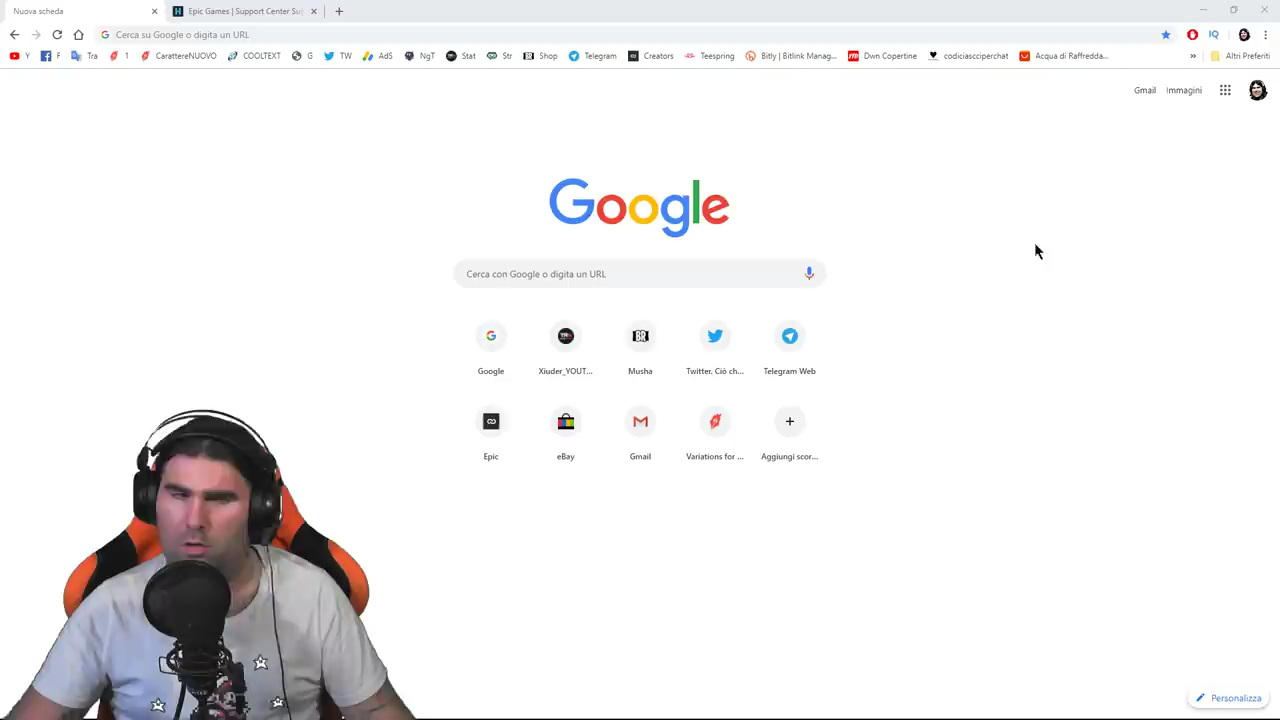 Nuova scheda
Epic Games | Support Center Su
Cerca su Google o digita un URL
Y F Tra 1 CarattereNUOVO COOLTEXT G TW AdS NgT Stat Str Shop Telegram Creators Teespring Bitly | Bitlink Manag... Dwn Copertine codiciascciperchat Acqua di Raffredda... » Altri Preferiti
Gmail Immagini
Google
Cerca con Google o digita un URL
Google Xiuder_YOUT... Musha Twitter. Ciò ch... Telegram Web
Epic eBay Gmail Variations for ... Aggiungi scor...
Personalizza